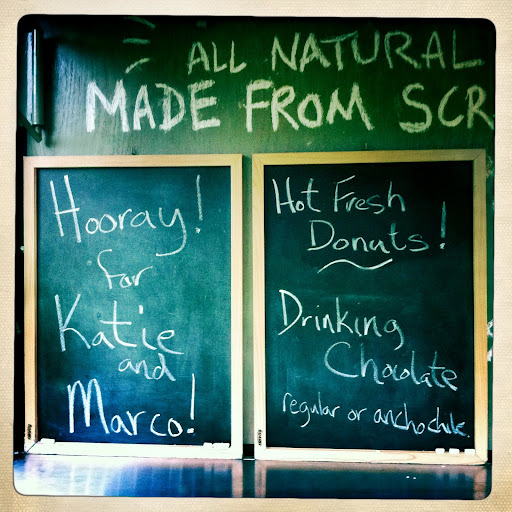 ALL NATURAL
MADE FROM SCR
Hooray!
for
Katie
and
Marco!
Hot Fresh
Donuts!
Drinking
Chocolate
regular or ancho chile.